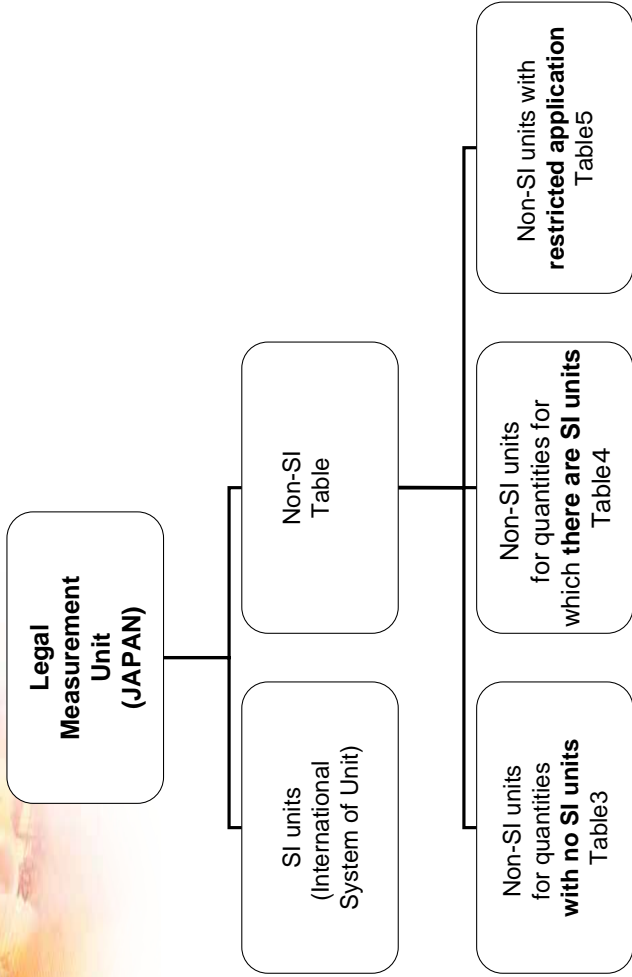 Legal
Measurement
Unit
(JAPAN)
SI units
(International
System of Unit)
Non-SI
Table
Non-SI units
for quantities
with no SI units
Table3
Non-SI units
for quantities for
which there are SI units
Table4
Non-SI units with
restricted application
Table5